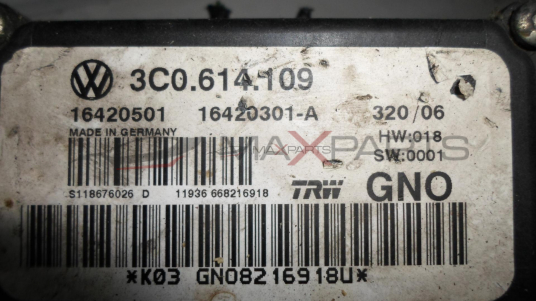 3C0.614.109
16420501 16420301-A 320/06
MADE IN GERMANY HW:018
MAXPARTS SW:0001
S118676026 D 11936 668216918 TRW GNO
*K03 GN08216918U*